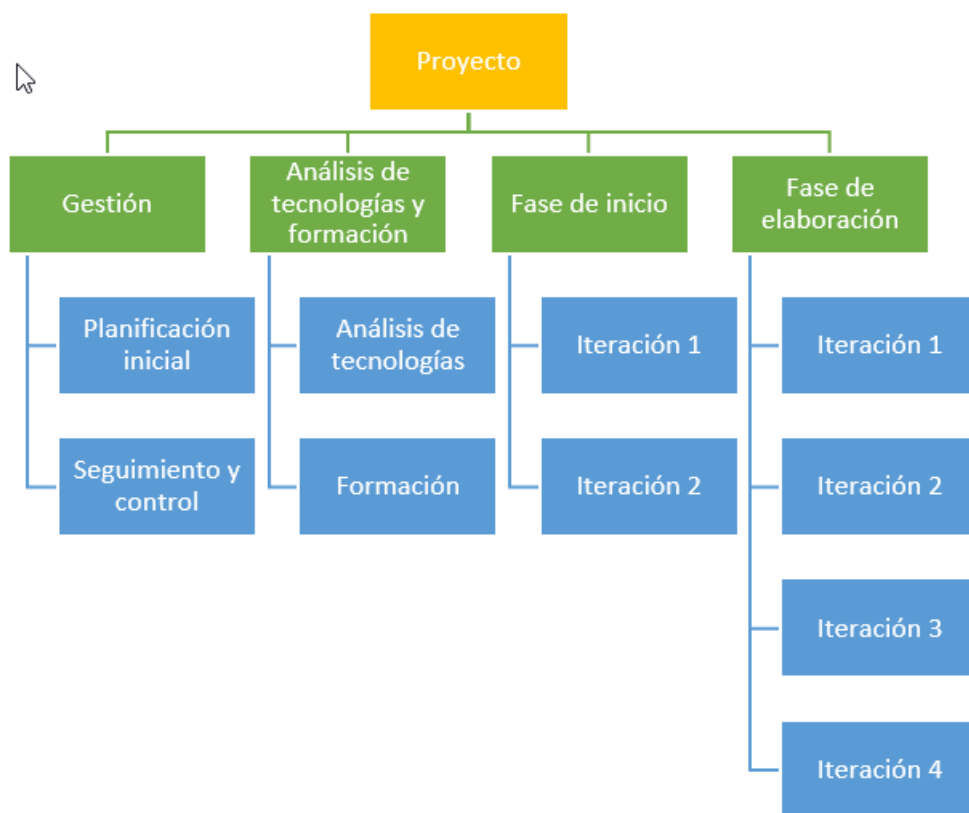 Proyecto
Gestión
Análisis de
tecnologías y
formación
Fase de inicio
Fase de
elaboración
Planificación
inicial
Análisis de
tecnologías
Iteración 1
Iteración 1
Seguimiento y
control
Formación
Iteración 2
Iteración 2
Iteración 3
Iteración 4